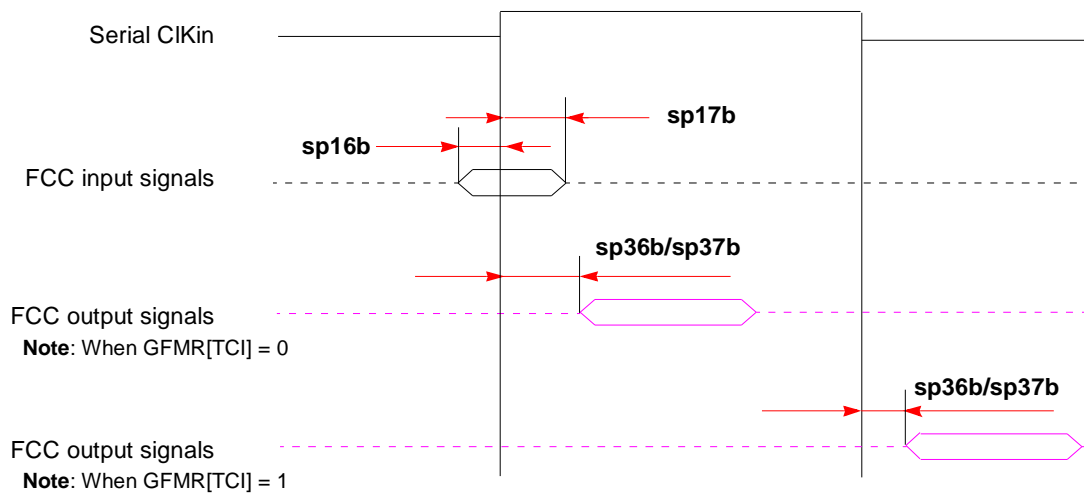 Serial ClKin
sp17b
sp16b
FCC input signals
sp36b/sp37b
FCC output signals
Note: When GFMR[TCI] = 0
sp36b/sp37b
FCC output signals
Note: When GFMR[TCI] = 1